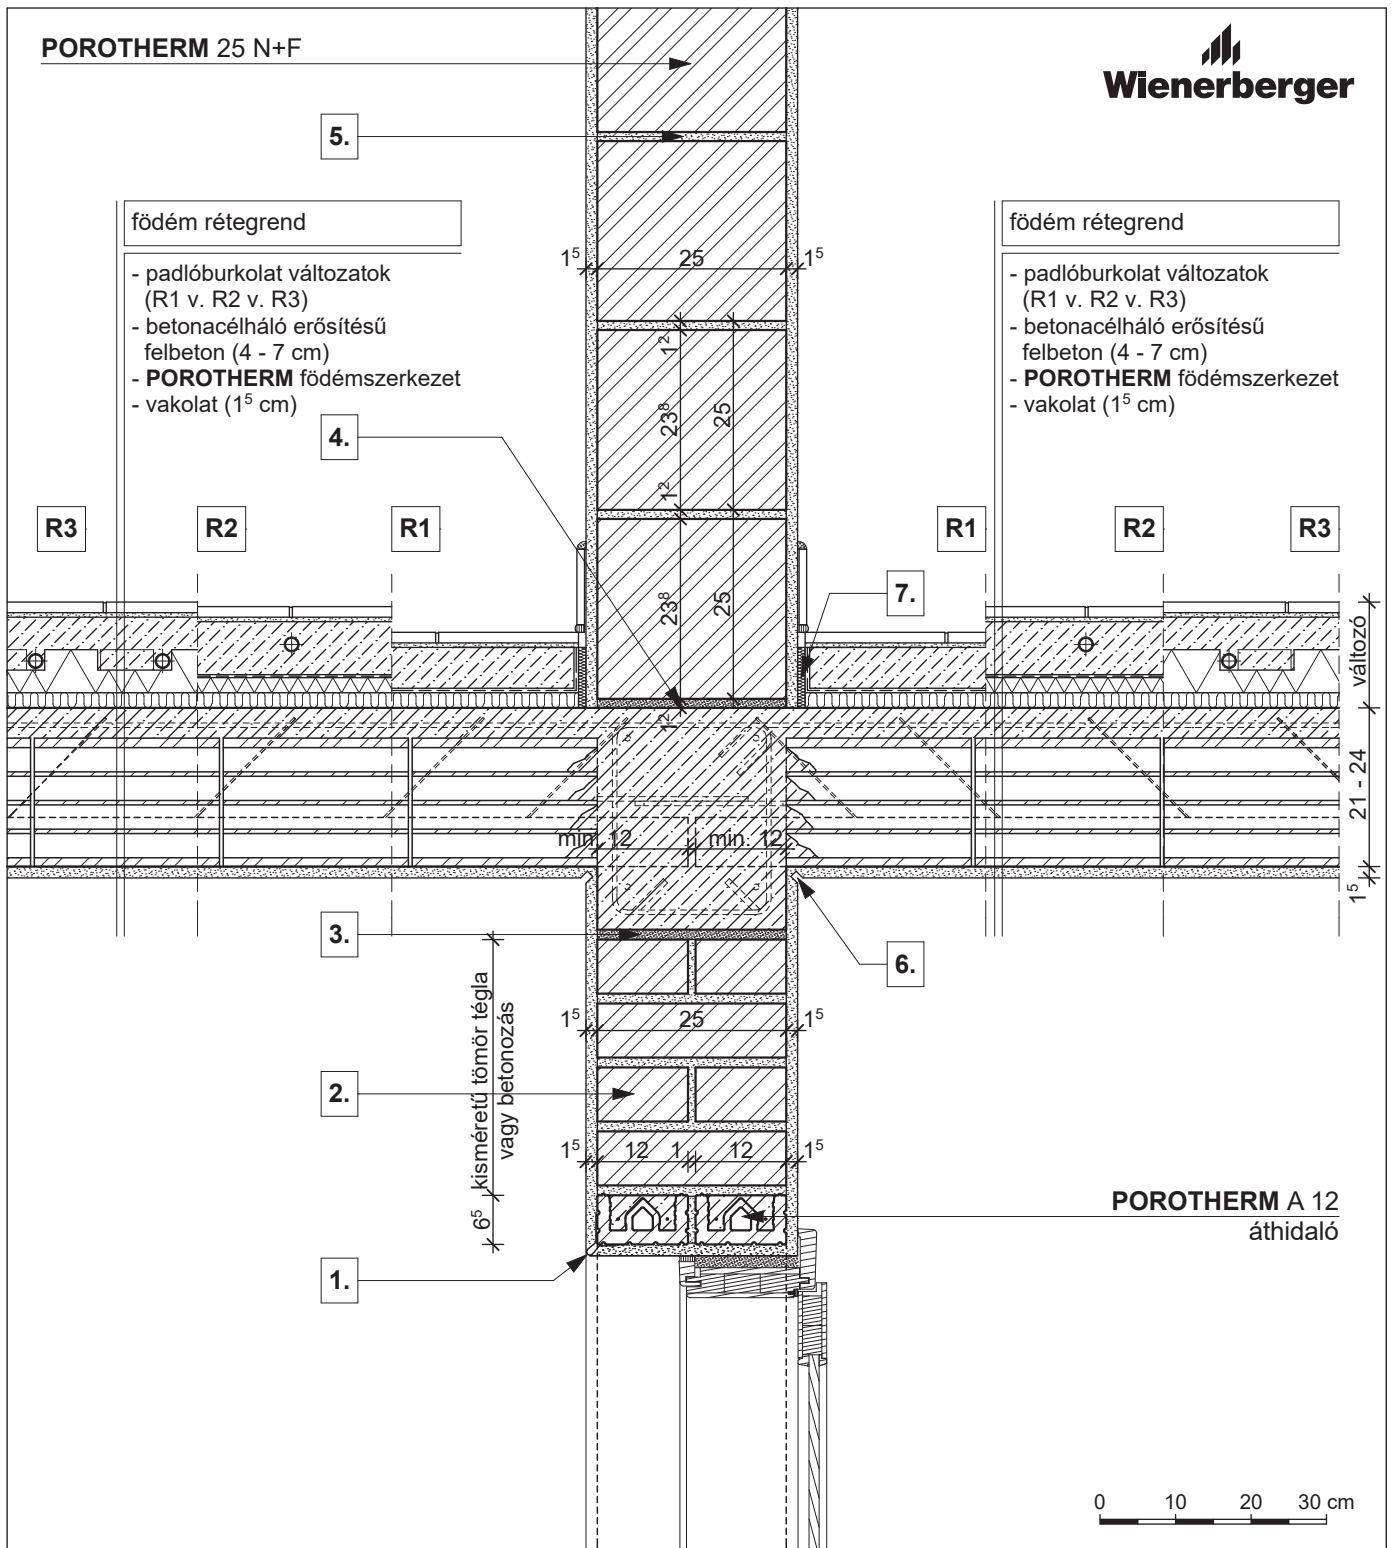 POROTHERM 25 N+F
Wienerberger
5.
födém rétegrend
- padlóburkolat változatok
(R1 v. R2 v. R3)
- betonacélháló erősítésű
felbeton (4 - 7 cm)
- POROTHERM födémszerkezet
- vakolat (1⁵ cm)
födém rétegrend
- padlóburkolat változatok
(R1 v. R2 v. R3)
- betonacélháló erősítésű
felbeton (4 - 7 cm)
- POROTHERM födémszerkezet
- vakolat (1⁵ cm)
1⁵ 25 1⁵
1²
23⁸ 25
1²
4.
R3 R2 R1
R1 R2 R3
23⁸ 25
7.
1²
változó
21 - 24
1⁵
min. 12 min. 12
3.
6.
kisméretű tömör tégla
vagy betonozás
1⁵ 25 1⁵
2.
1⁵ 12 1 12 1⁵
6⁵
POROTHERM A 12
áthidaló
1.
0 10 20 30 cm